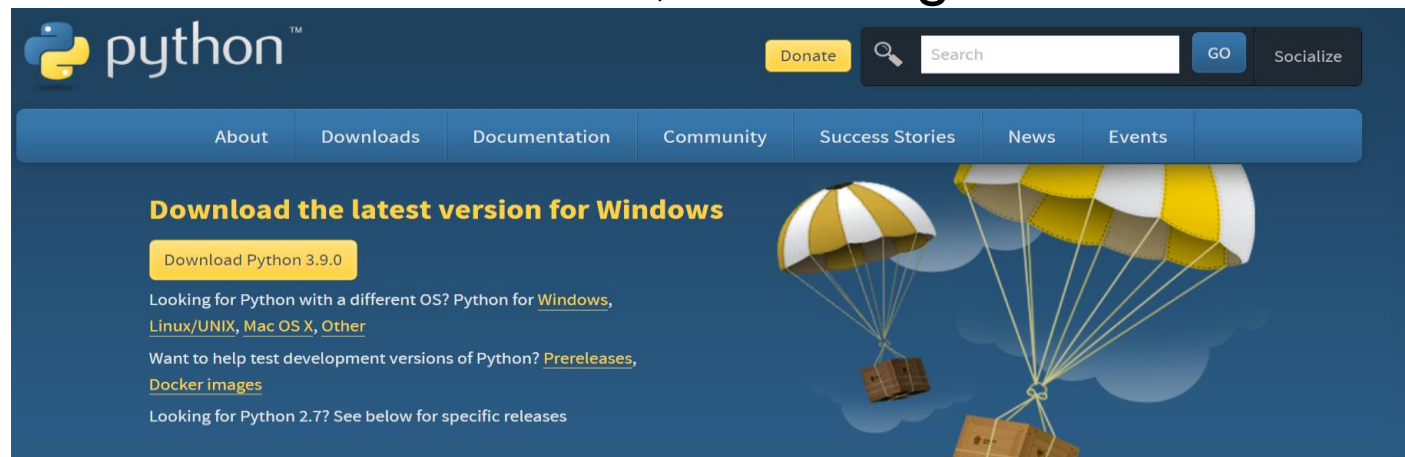 python™
Donate
Search
GO
Socialize
About
Downloads
Documentation
Community
Success Stories
News
Events
Download the latest version for Windows
Download Python 3.9.0
Looking for Python with a different OS? Python for Windows,
Linux/UNIX, Mac OS X, Other
Want to help test development versions of Python? Prereleases,
Docker images
Looking for Python 2.7? See below for specific releases